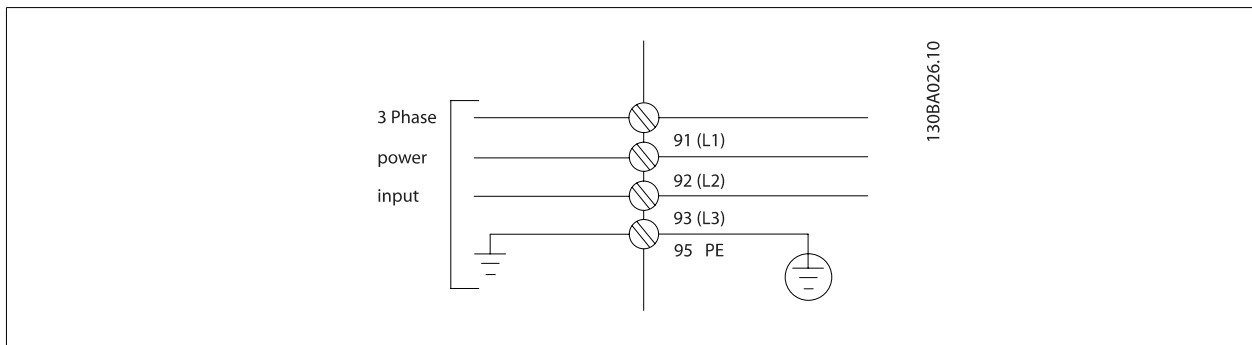 3 Phase
power
input
91 (L1)
92 (L2)
93 (L3)
95 PE
130BA026.10